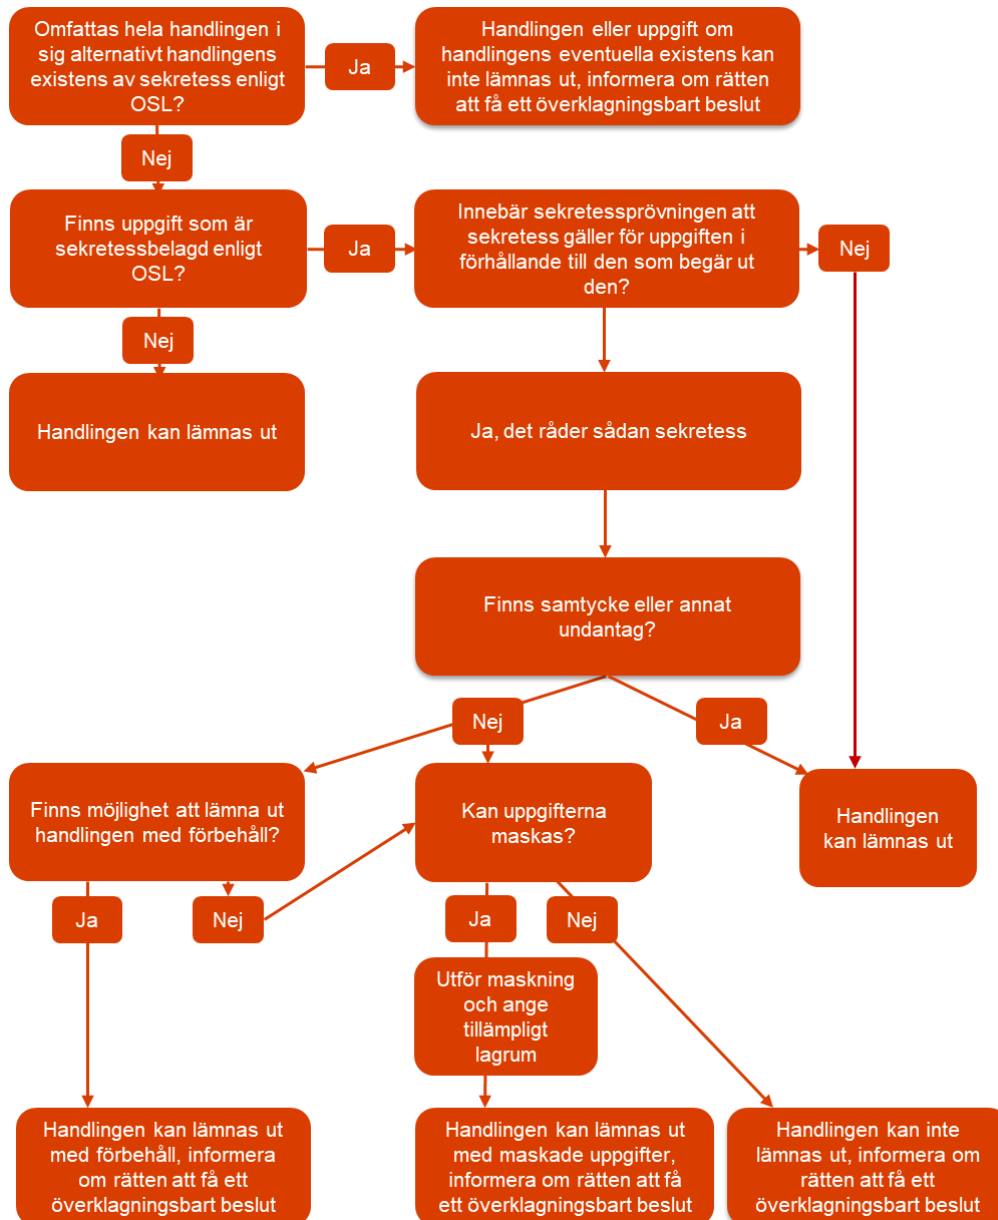 Omfattas hela handlingen i
sig alternativt handlingens
existens av sekretess enligt
OSL?
Ja
Handlingen eller uppgift om
handlingens eventuella existens kan
inte lämnas ut, informera om rätten
att få ett överklagningsbart beslut
Nej
Finns uppgift som är
sekretessbelagd enligt
OSL?
Ja
Innebär sekretessprövningen att
sekretess gäller för uppgiften i
förhållande till den som begär ut
den?
Nej
Nej
Handlingen kan lämnas ut
Ja, det råder sådan sekretess
Finns samtycke eller annat
undantag?
Nej
Ja
Finns möjlighet att lämna ut
handlingen med förbehåll?
Kan uppgifterna
maskas?
Handlingen
kan lämnas ut
Ja
Nej
Ja
Nej
Utför maskning
och ange
tillämpligt
lagrum
Handlingen kan lämnas ut
med förbehåll, informera
om rätten att få ett
överklagningsbart beslut
Handlingen kan lämnas ut
med maskade uppgifter,
informera om rätten att få
ett överklagningsbart beslut
Handlingen kan inte
lämnas ut, informera om
rätten att få ett
överklagningsbart beslut